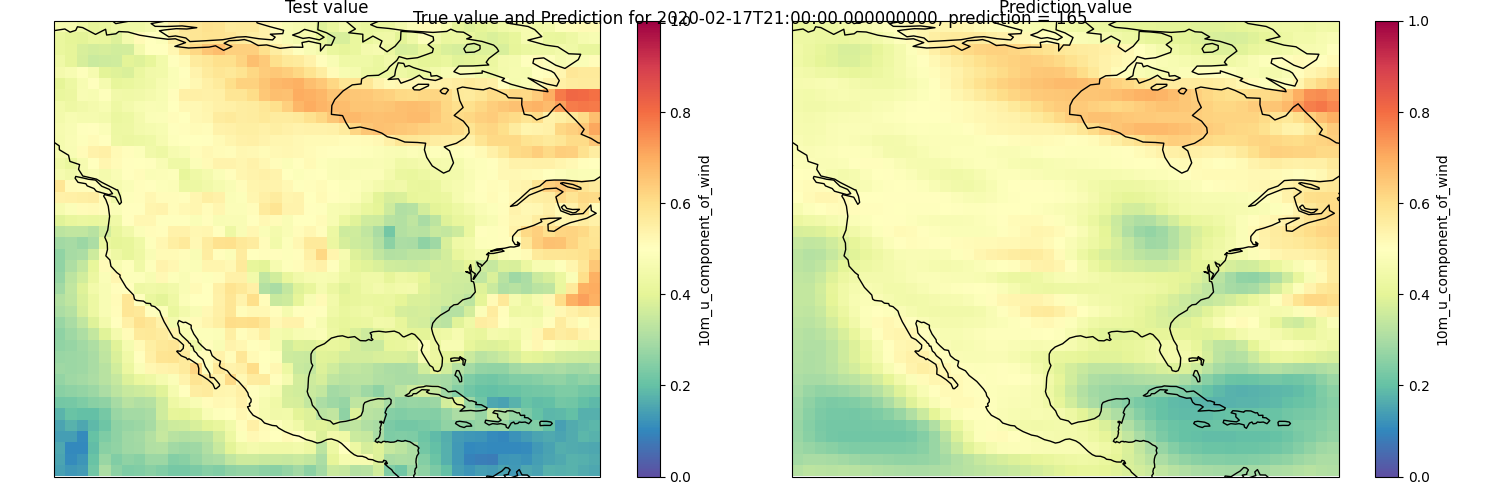 Test value
Prediction value
True value and Prediction for 2020-02-17T21:00:00.000000000, prediction = 165
1.0
0.8
0.6
0.4
0.2
0.0
10m_u_component_of_wind
1.0
0.8
0.6
0.4
0.2
0.0
10m_u_component_of_wind